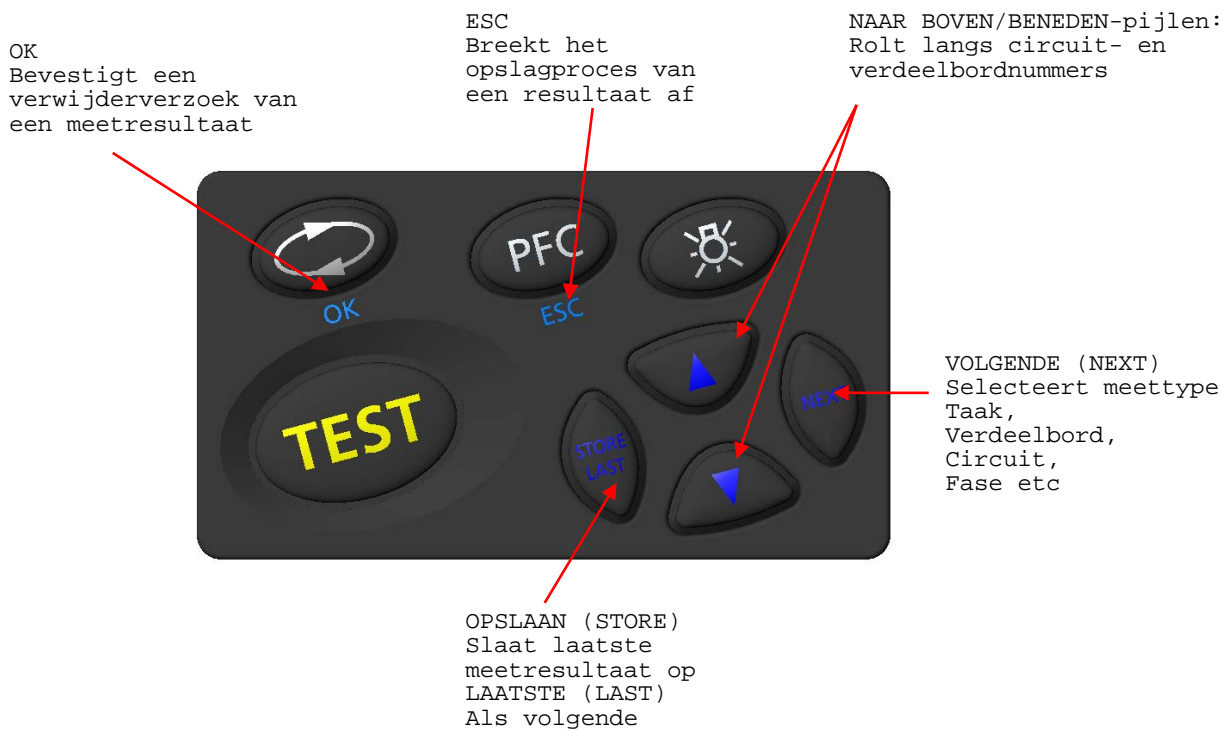 OK
Bevestigt een
verwijderverzoek van
een meetresultaat
ESC
Breekt het
opslagproces van
een resultaat af
NAAR BOVEN/BENEDEN-pijlen:
Rolt langs circuit- en
verdeelbordnummers
PFC
OK
ESC
TEST
STORE
LAST
NEXT
VOLGENDE (NEXT)
Selecteert meettype
Taak,
Verdeelbord,
Circuit,
Fase etc
OPSLAAN (STORE)
Slaat laatste
meetresultaat op
LAATSTE (LAST)
Als volgende